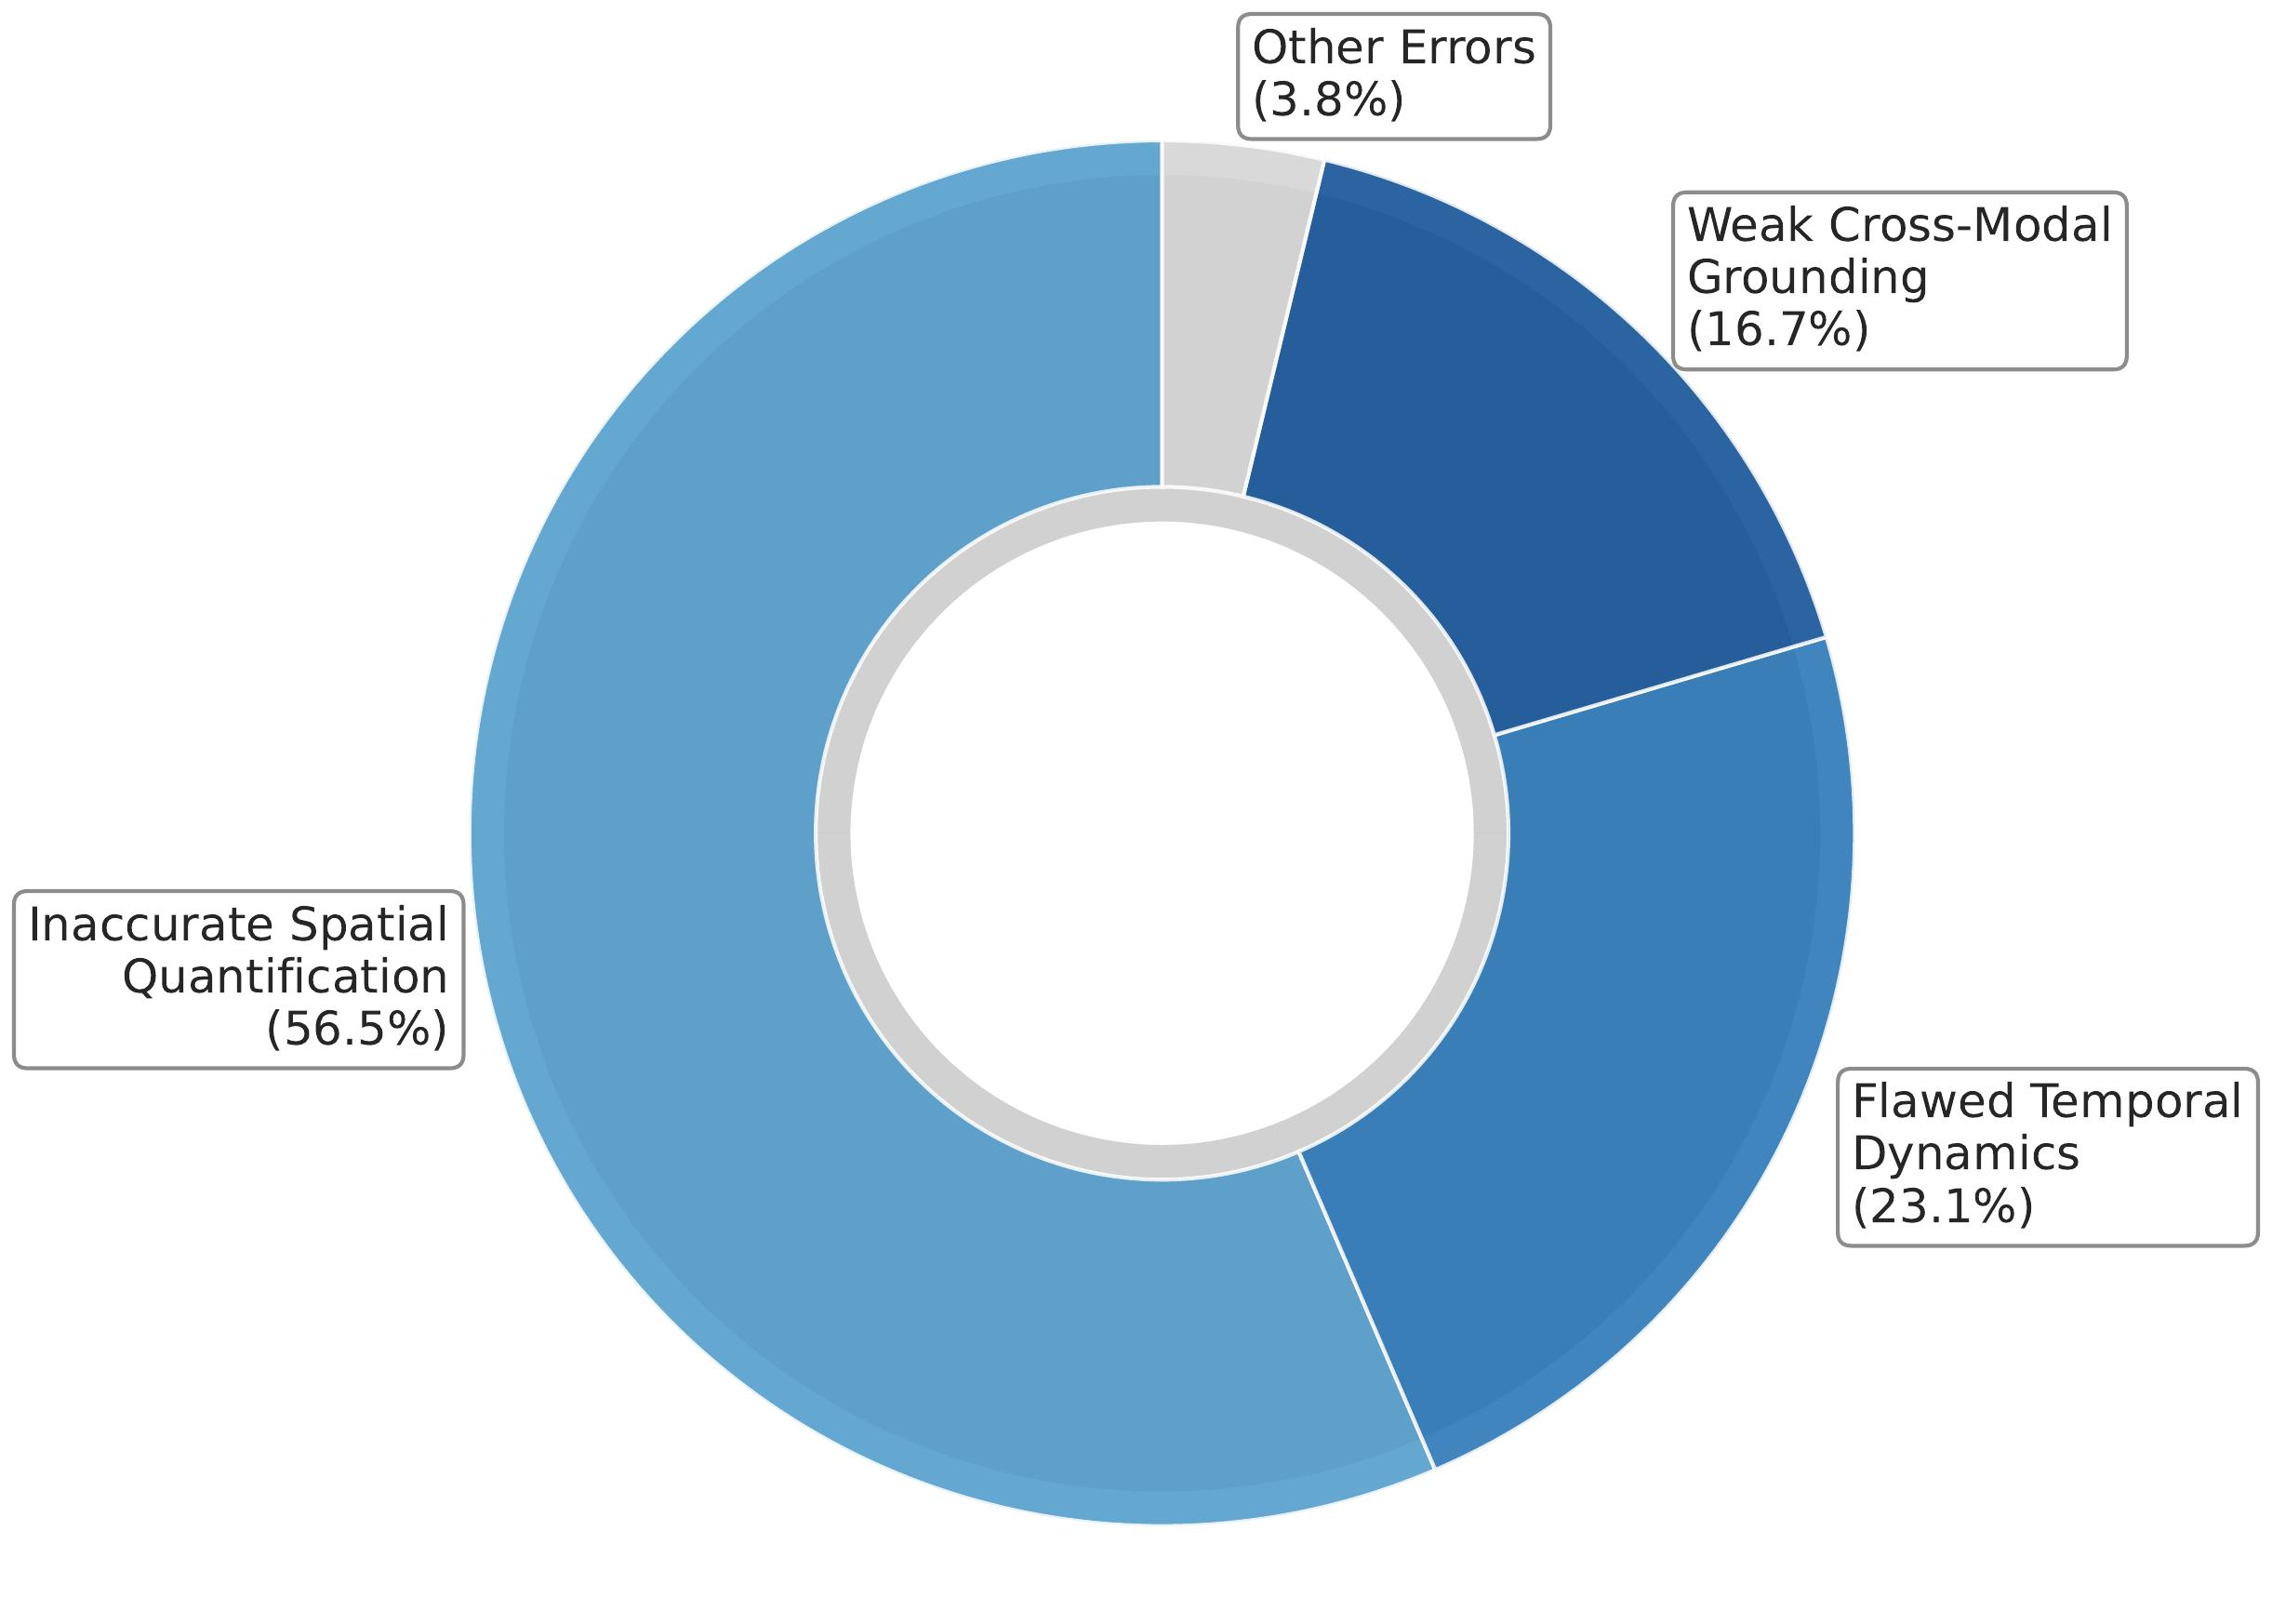 Other Errors
(3.8%)
Weak Cross-Modal
Grounding
(16.7%)
Inaccurate Spatial
Quantification
(56.5%)
Flawed Temporal
Dynamics
(23.1%)